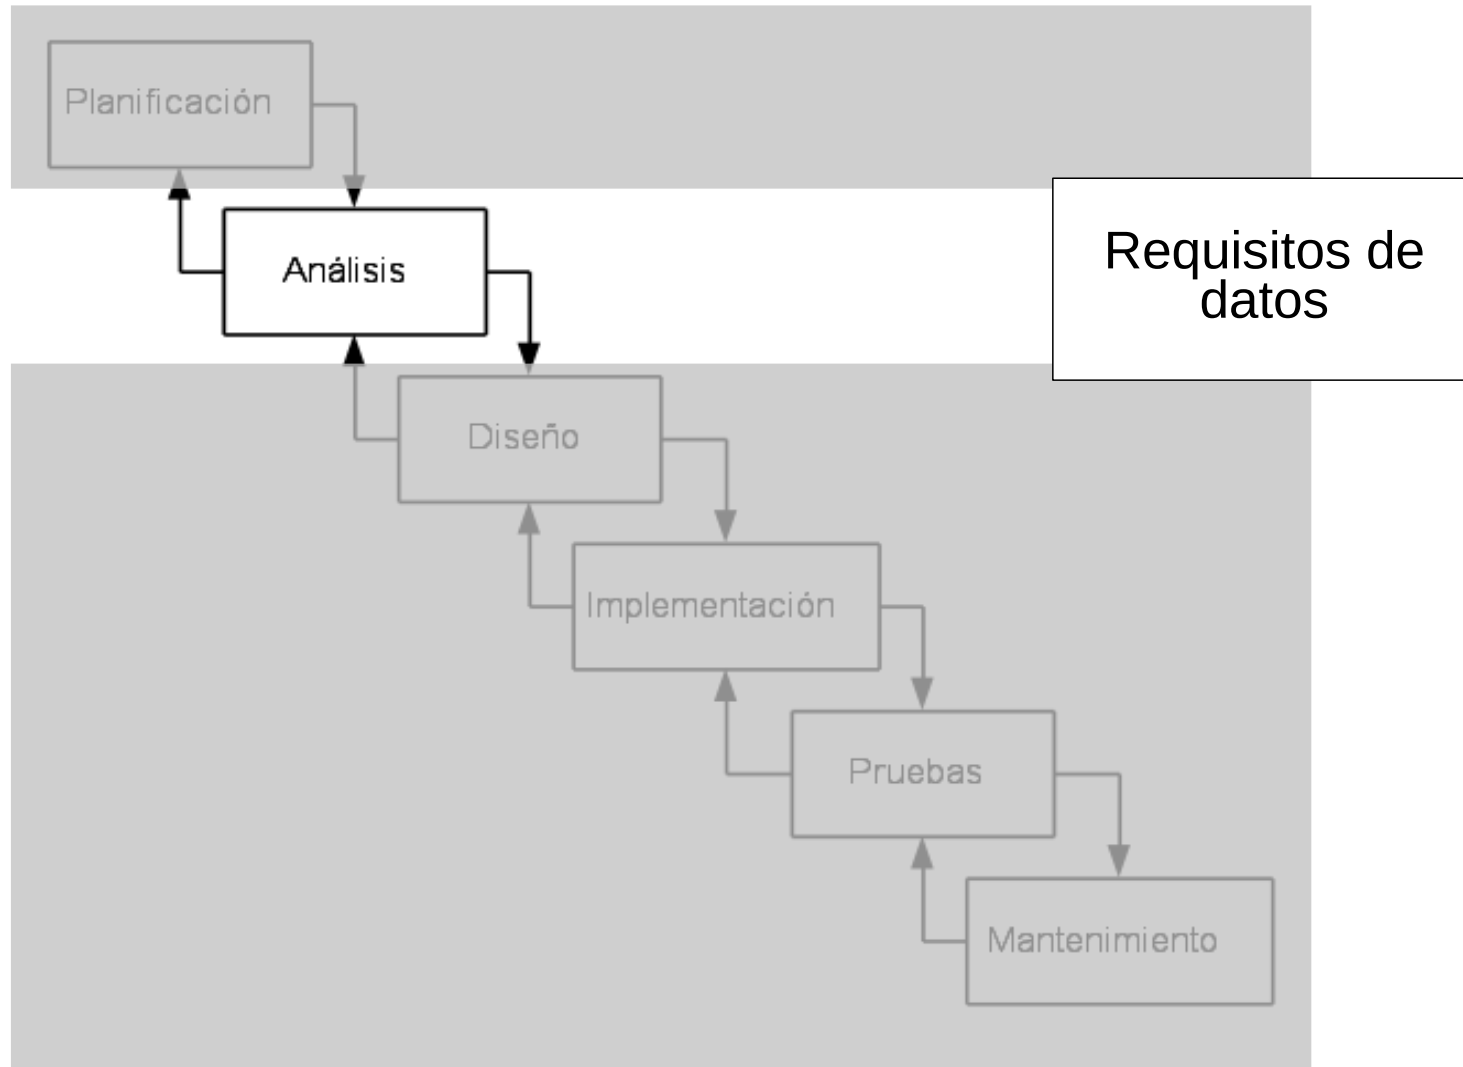 Planificación
Análisis
Requisitos de
datos
Diseño
Implementación
Pruebas
Mantenimiento